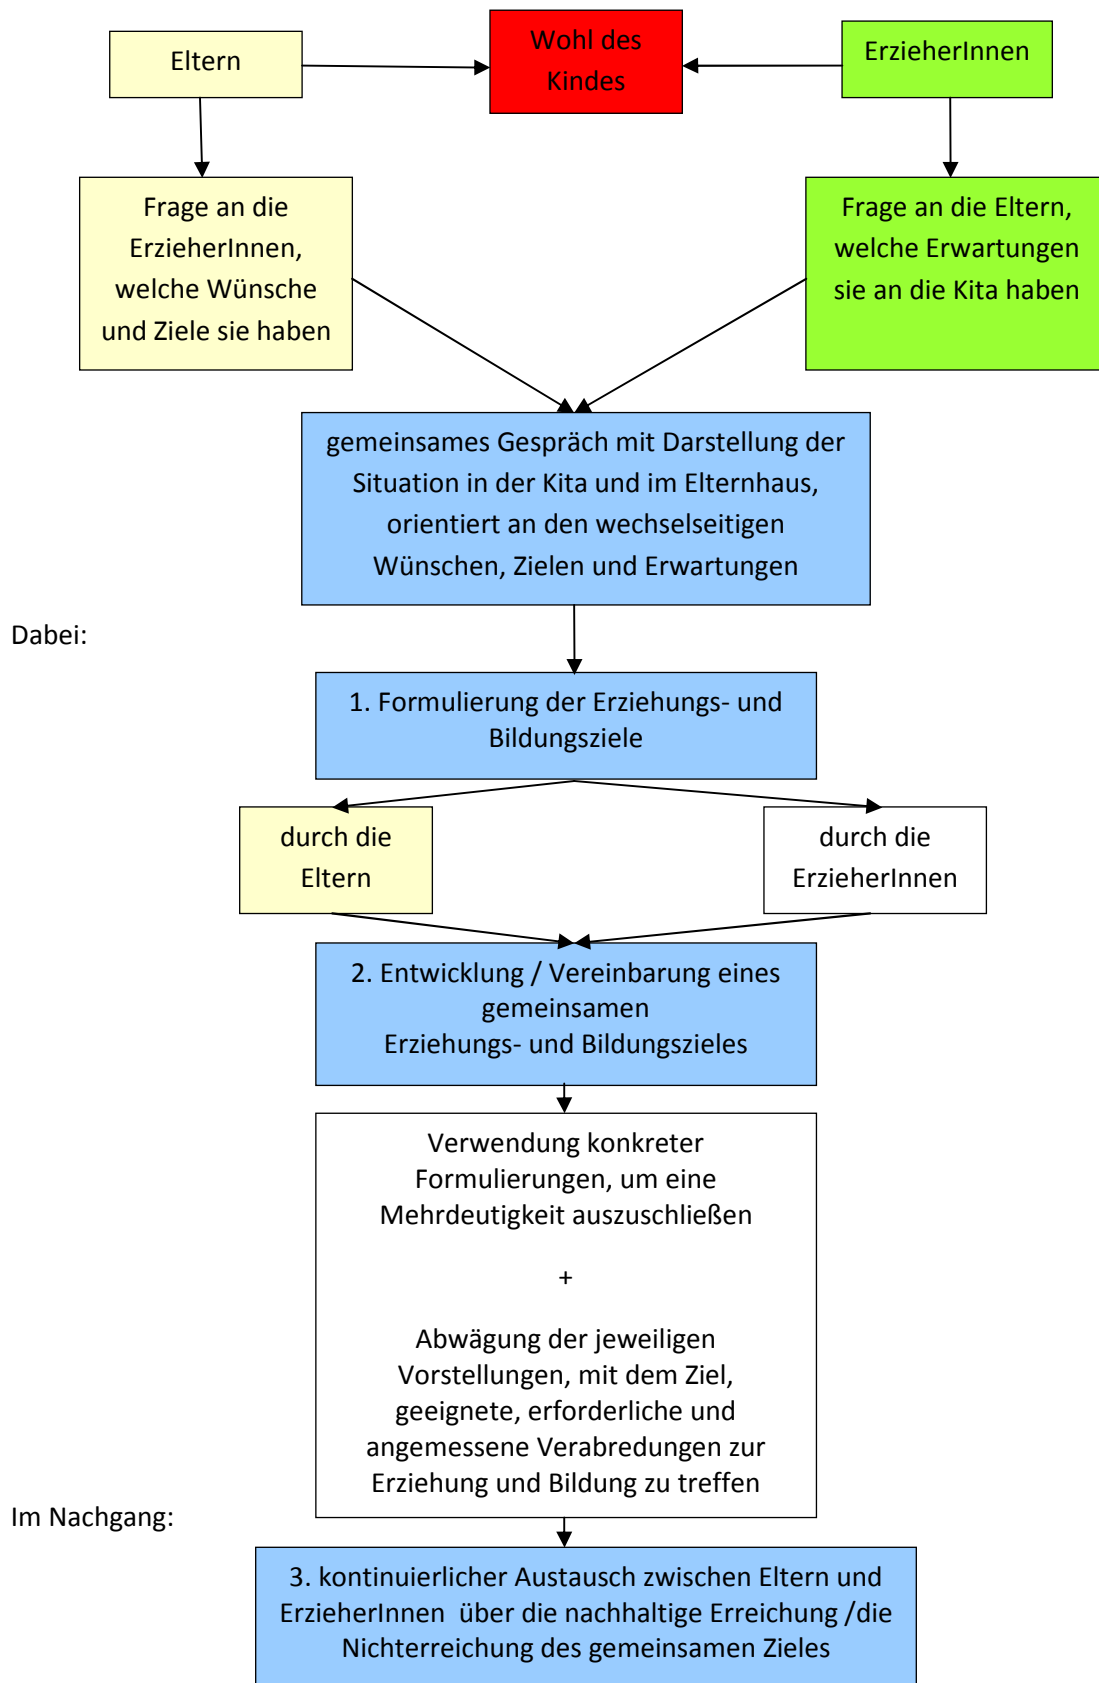 Eltern
Wohl des
Kindes
ErzieherInnen
Frage an die
ErzieherInnen,
welche Wünsche
und Ziele sie haben
Frage an die Eltern,
welche Erwartungen
sie an die Kita haben
gemeinsames Gespräch mit Darstellung der
Situation in der Kita und im Elternhaus,
orientiert an den wechselseitigen
Wünschen, Zielen und Erwartungen
Dabei:
1. Formulierung der Erziehungs- und
Bildungsziele
durch die
Eltern
durch die
ErzieherInnen
2. Entwicklung / Vereinbarung eines
gemeinsamen
Erziehungs- und Bildungszieles
Verwendung konkreter
Formulierungen, um eine
Mehrdeutigkeit auszuschließen
+
Abwägung der jeweiligen
Vorstellungen, mit dem Ziel,
geeignete, erforderliche und
angemessene Verabredungen zur
Erziehung und Bildung zu treffen
Im Nachgang:
3. kontinuierlicher Austausch zwischen Eltern und
ErzieherInnen  über die nachhaltige Erreichung /die
Nichterreichung des gemeinsamen Zieles